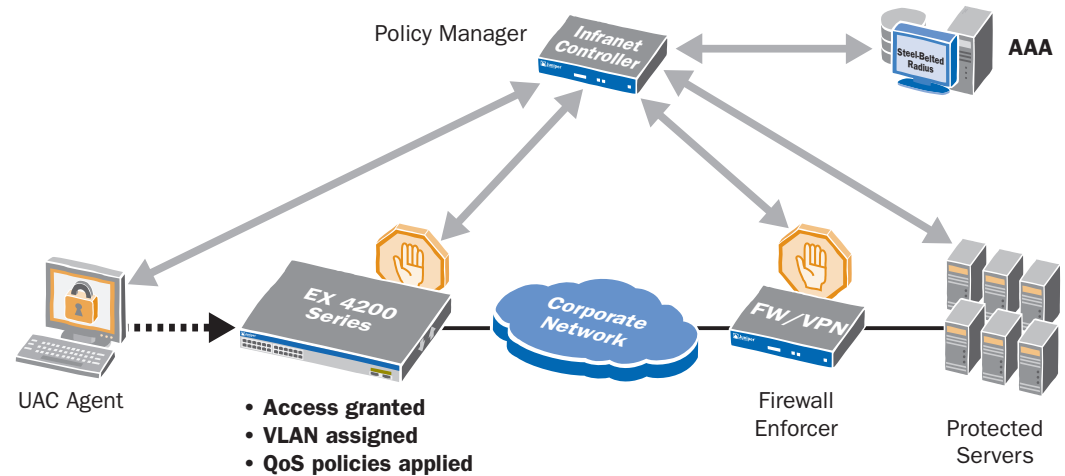 Policy Manager
Infranet
Controller
Steel-Belted
Radius
AAA
EX 4200
Series
Corporate
Network
FW/VPN
UAC Agent
• Access granted
• VLAN assigned
• QoS policies applied
Firewall
Enforcer
Protected
Servers